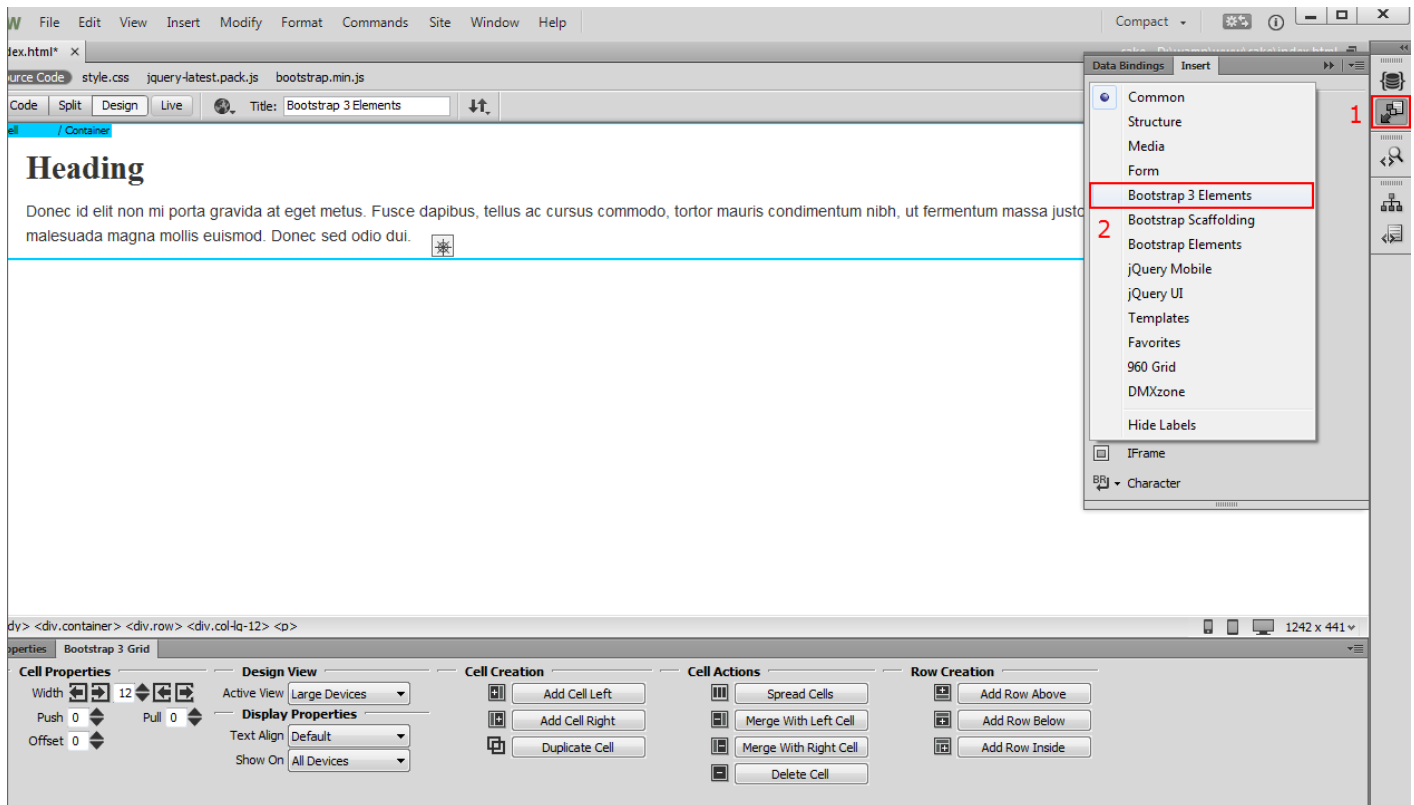 W File Edit View Insert Modify Format Commands Site Window Help Compact
dex.html* ×
Data Bindings Insert
urce Code style.css jquery-latest.pack.js bootstrap.min.js
Code Split Design Live Title: Bootstrap 3 Elements
ell / Container
Common
Structure
Media
Form
Bootstrap 3 Elements
Bootstrap Scaffolding
Bootstrap Elements
jQuery Mobile
jQuery UI
Templates
Favorites
960 Grid
DMXzone
Hide Labels
IFrame
BR Character
1
2
Heading
Donec id elit non mi porta gravida at eget metus. Fusce dapibus, tellus ac cursus commodo, tortor mauris condimentum nibh, ut fermentum massa justo
malesuada magna mollis euismod. Donec sed odio dui.
dy> <div.container> <div.row> <div.col-lg-12> <p> 1242 x 441
operties Bootstrap 3 Grid
Cell Properties
Width 12
Push 0 Pull 0
Offset 0
Design View
Active View Large Devices
Display Properties
Text Align Default
Show On All Devices
Cell Creation
Add Cell Left
Add Cell Right
Duplicate Cell
Cell Actions
Spread Cells
Merge With Left Cell
Merge With Right Cell
Delete Cell
Row Creation
Add Row Above
Add Row Below
Add Row Inside